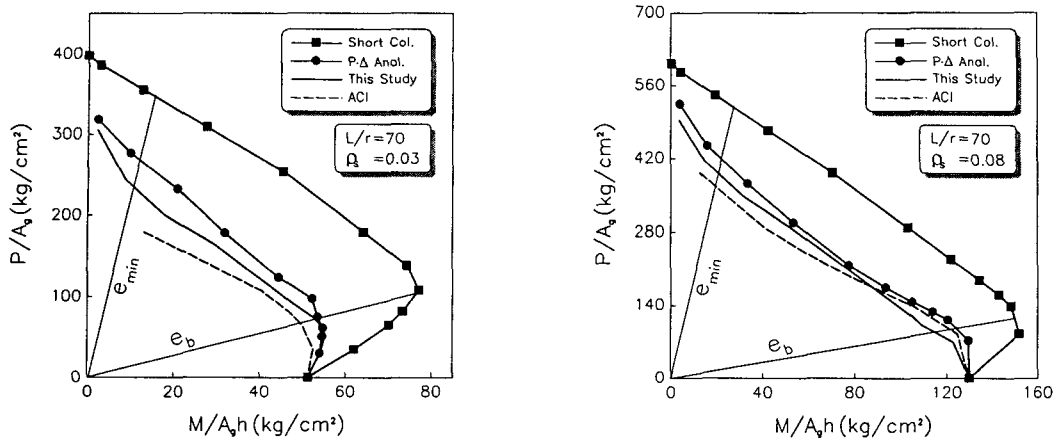 400
300
200
100
0
P/Ag (kg/cm²)
0 20 40 60 80
M/Agh (kg/cm²)
Short Col.
P·Δ Anal.
This Study
ACI
L/r=70
ρs =0.03
emin
eb
700
560
420
280
140
0
P/Ag (kg/cm²)
0 40 80 120 160
M/Agh (kg/cm²)
Short Col.
P·Δ Anal.
This Study
ACI
L/r=70
ρs =0.08
emin
eb